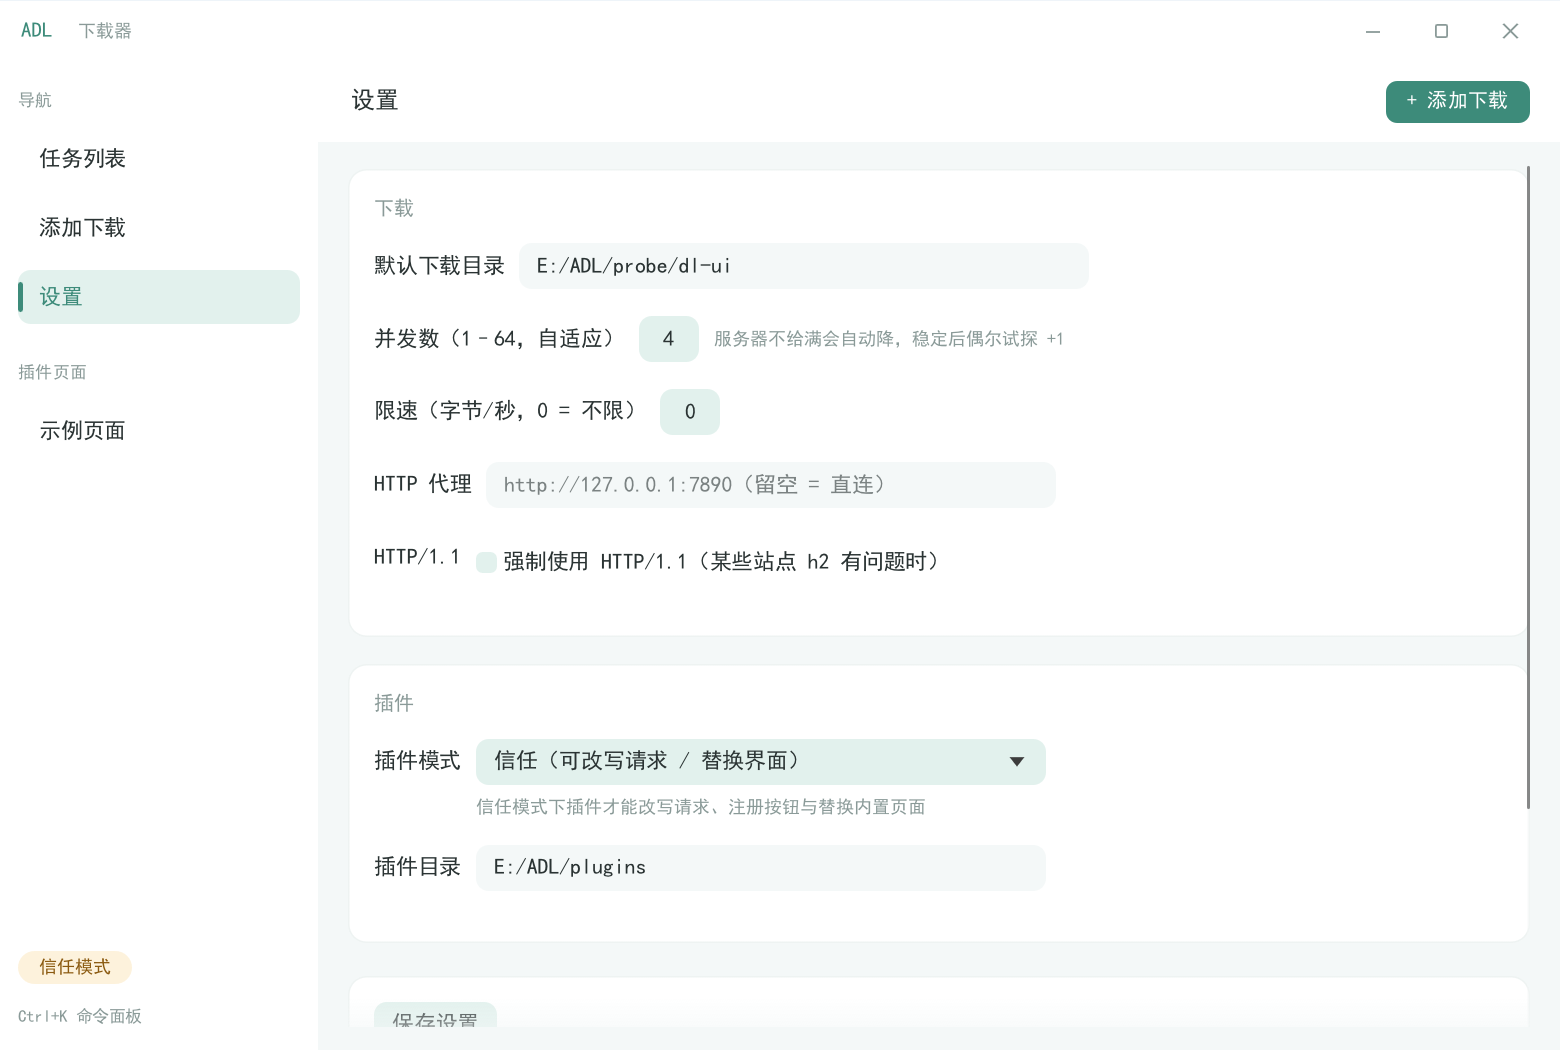 ADL 下载器
导航
任务列表
添加下载
设置
插件页面
示例页面
信任模式
Ctrl+K 命令面板
设置
+ 添加下载
下载
默认下载目录 E:/ADL/probe/dl-ui
并发数（1-64，自适应） 4 服务器不给满会自动降，稳定后偶尔试探 +1
限速（字节/秒，0 = 不限） 0
HTTP 代理 http://127.0.0.1:7890（留空 = 直连）
HTTP/1.1 强制使用 HTTP/1.1（某些站点 h2 有问题时）
插件
插件模式 信任（可改写请求 / 替换界面）
信任模式下插件才能改写请求、注册按钮与替换内置页面
插件目录 E:/ADL/plugins
保存设置